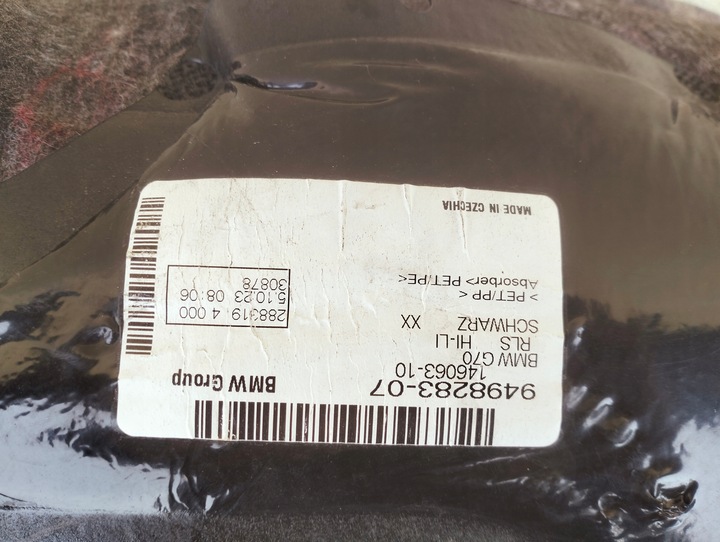 9498283-07
BMW Group
146063-10
BMW G70
RLS HI-LI
SCHWARZ XX
288319 4 000
5.10.23 08:06
30878
> PET/PP <
Absorber> PET/PE<
MADE IN CZECHIA